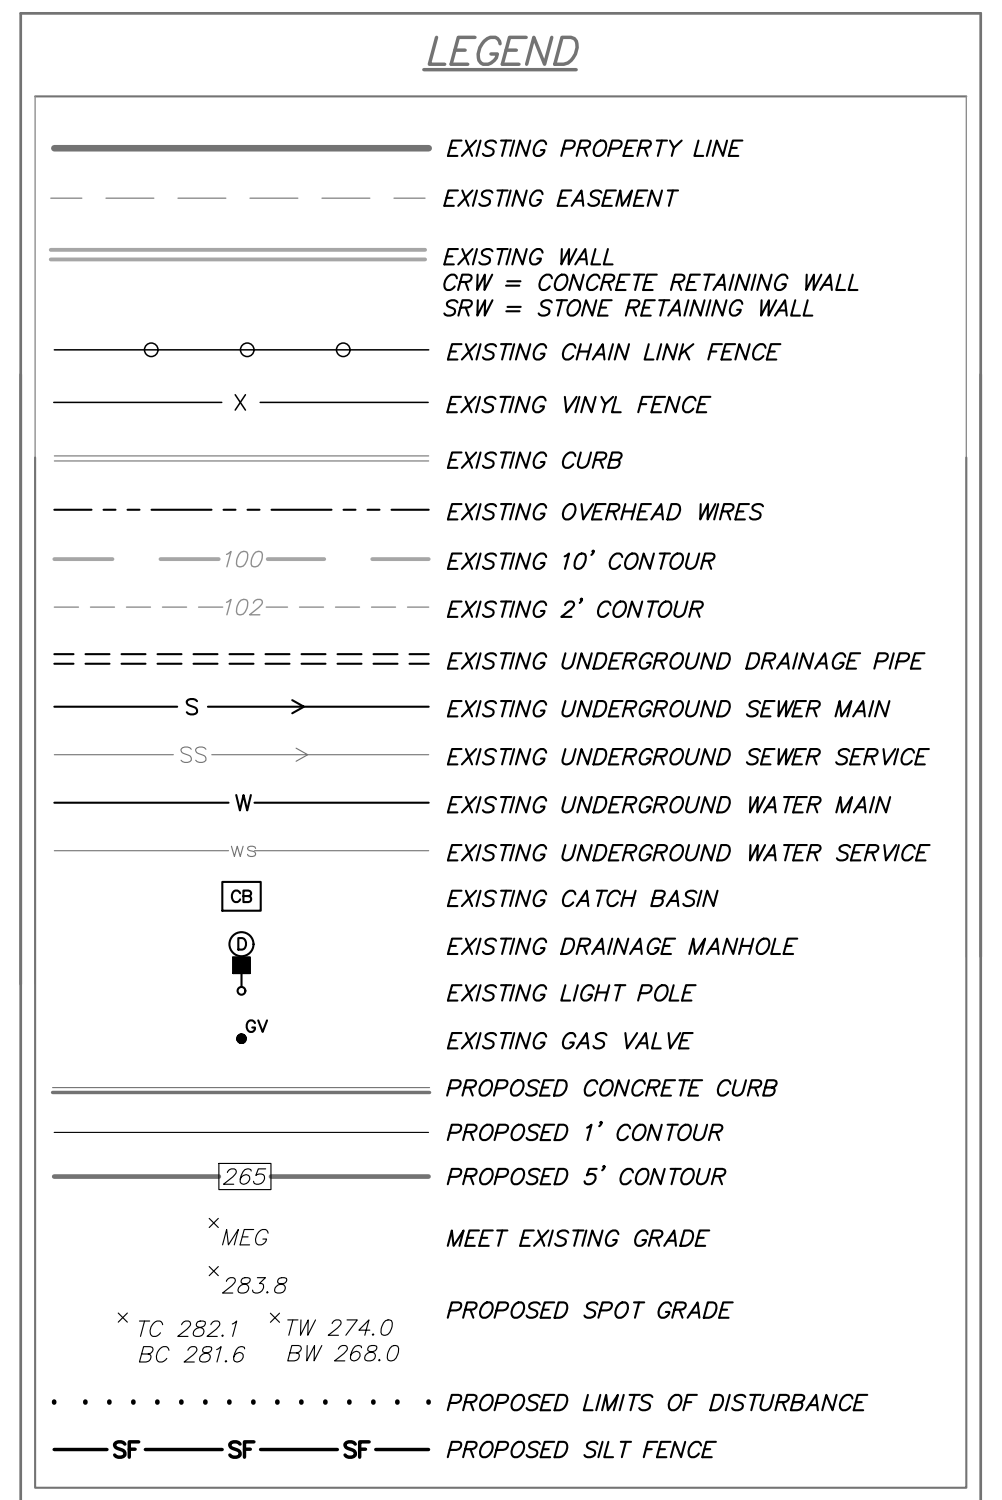 LEGEND
EXISTING PROPERTY LINE
EXISTING EASEMENT
EXISTING WALL
CRW = CONCRETE RETAINING WALL
SRW = STONE RETAINING WALL
EXISTING CHAIN LINK FENCE
X EXISTING VINYL FENCE
EXISTING CURB
EXISTING OVERHEAD WIRES
100 EXISTING 10' CONTOUR
102 EXISTING 2' CONTOUR
EXISTING UNDERGROUND DRAINAGE PIPE
S EXISTING UNDERGROUND SEWER MAIN
SS EXISTING UNDERGROUND SEWER SERVICE
W EXISTING UNDERGROUND WATER MAIN
WS EXISTING UNDERGROUND WATER SERVICE
CB EXISTING CATCH BASIN
D EXISTING DRAINAGE MANHOLE
EXISTING LIGHT POLE
GV EXISTING GAS VALVE
PROPOSED CONCRETE CURB
PROPOSED 1' CONTOUR
265 PROPOSED 5' CONTOUR
MEG MEET EXISTING GRADE
283.8
PROPOSED SPOT GRADE
TC 282.1 TW 274.0
BC 281.6 BW 268.0
PROPOSED LIMITS OF DISTURBANCE
SF SF SF PROPOSED SILT FENCE